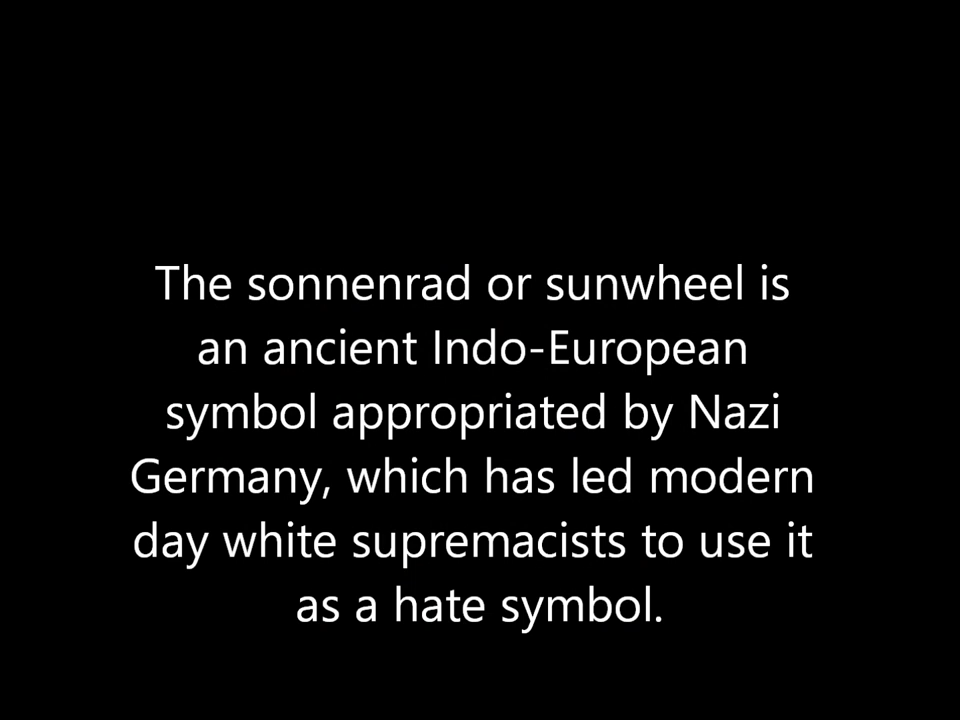 The sonnenrad or sunwheel is
an ancient Indo-European
symbol appropriated by Nazi
Germany, which has led modern
day white supremacists to use it
as a hate symbol.